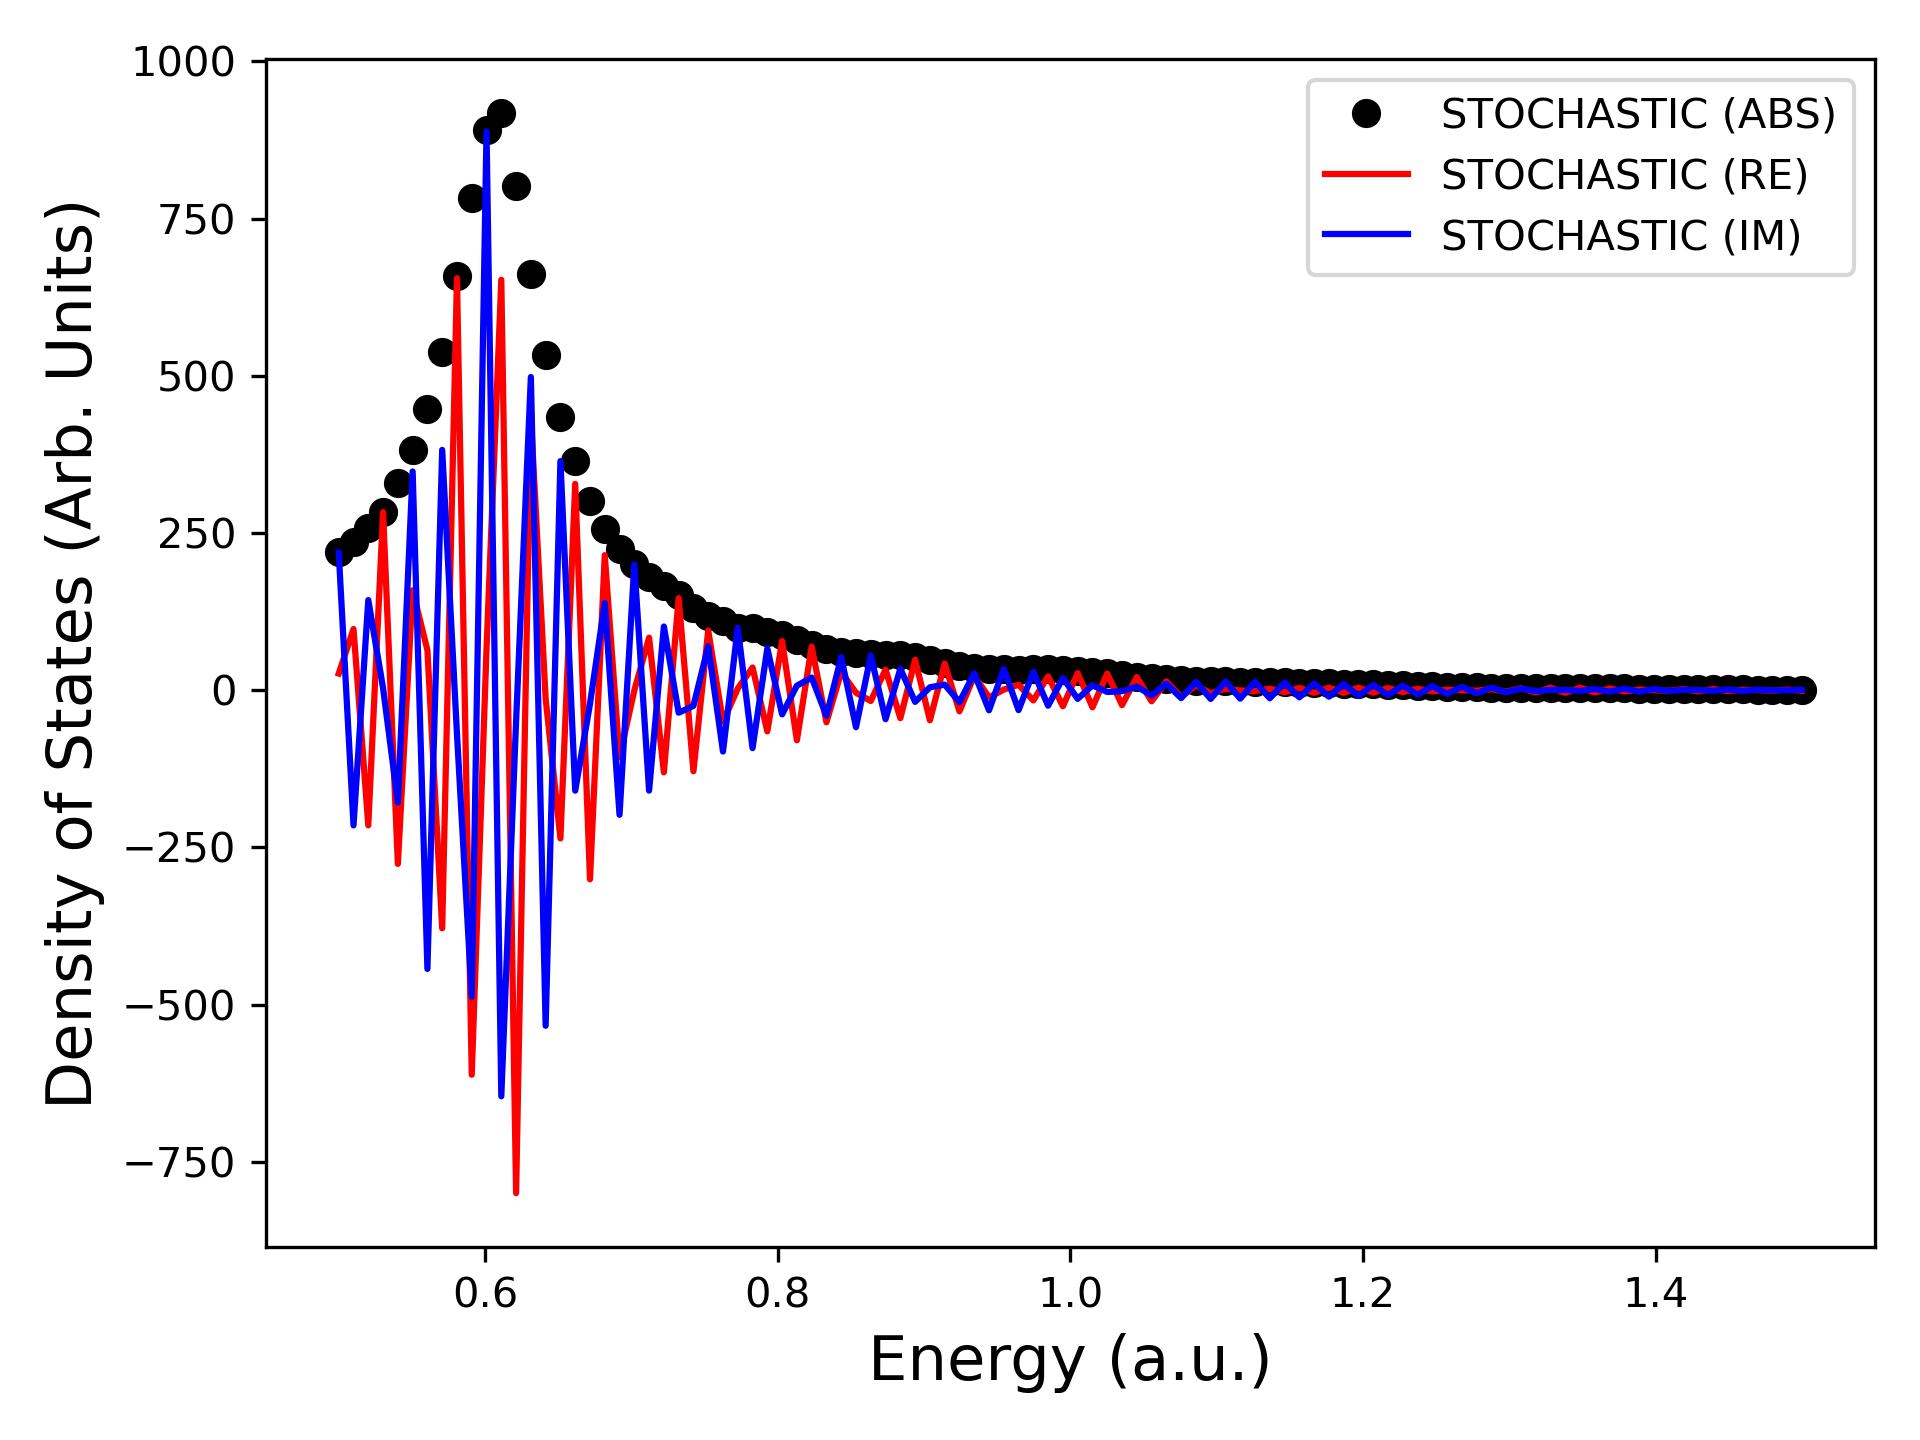 1000
750
500
250
0
−250
−500
−750
Density of States (Arb. Units)
STOCHASTIC (ABS)
STOCHASTIC (RE)
STOCHASTIC (IM)
0.6 0.8 1.0 1.2 1.4
Energy (a.u.)